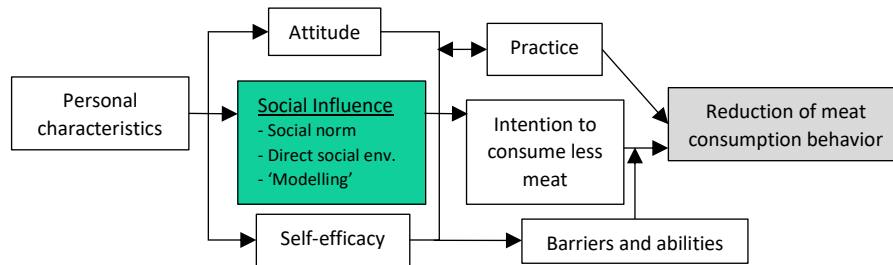 Attitude
Practice
Personal
characteristics
Social Influence
- Social norm
- Direct social env.
- ‘Modelling’
Intention to
consume less
meat
Reduction of meat
consumption behavior
Self-efficacy
Barriers and abilities